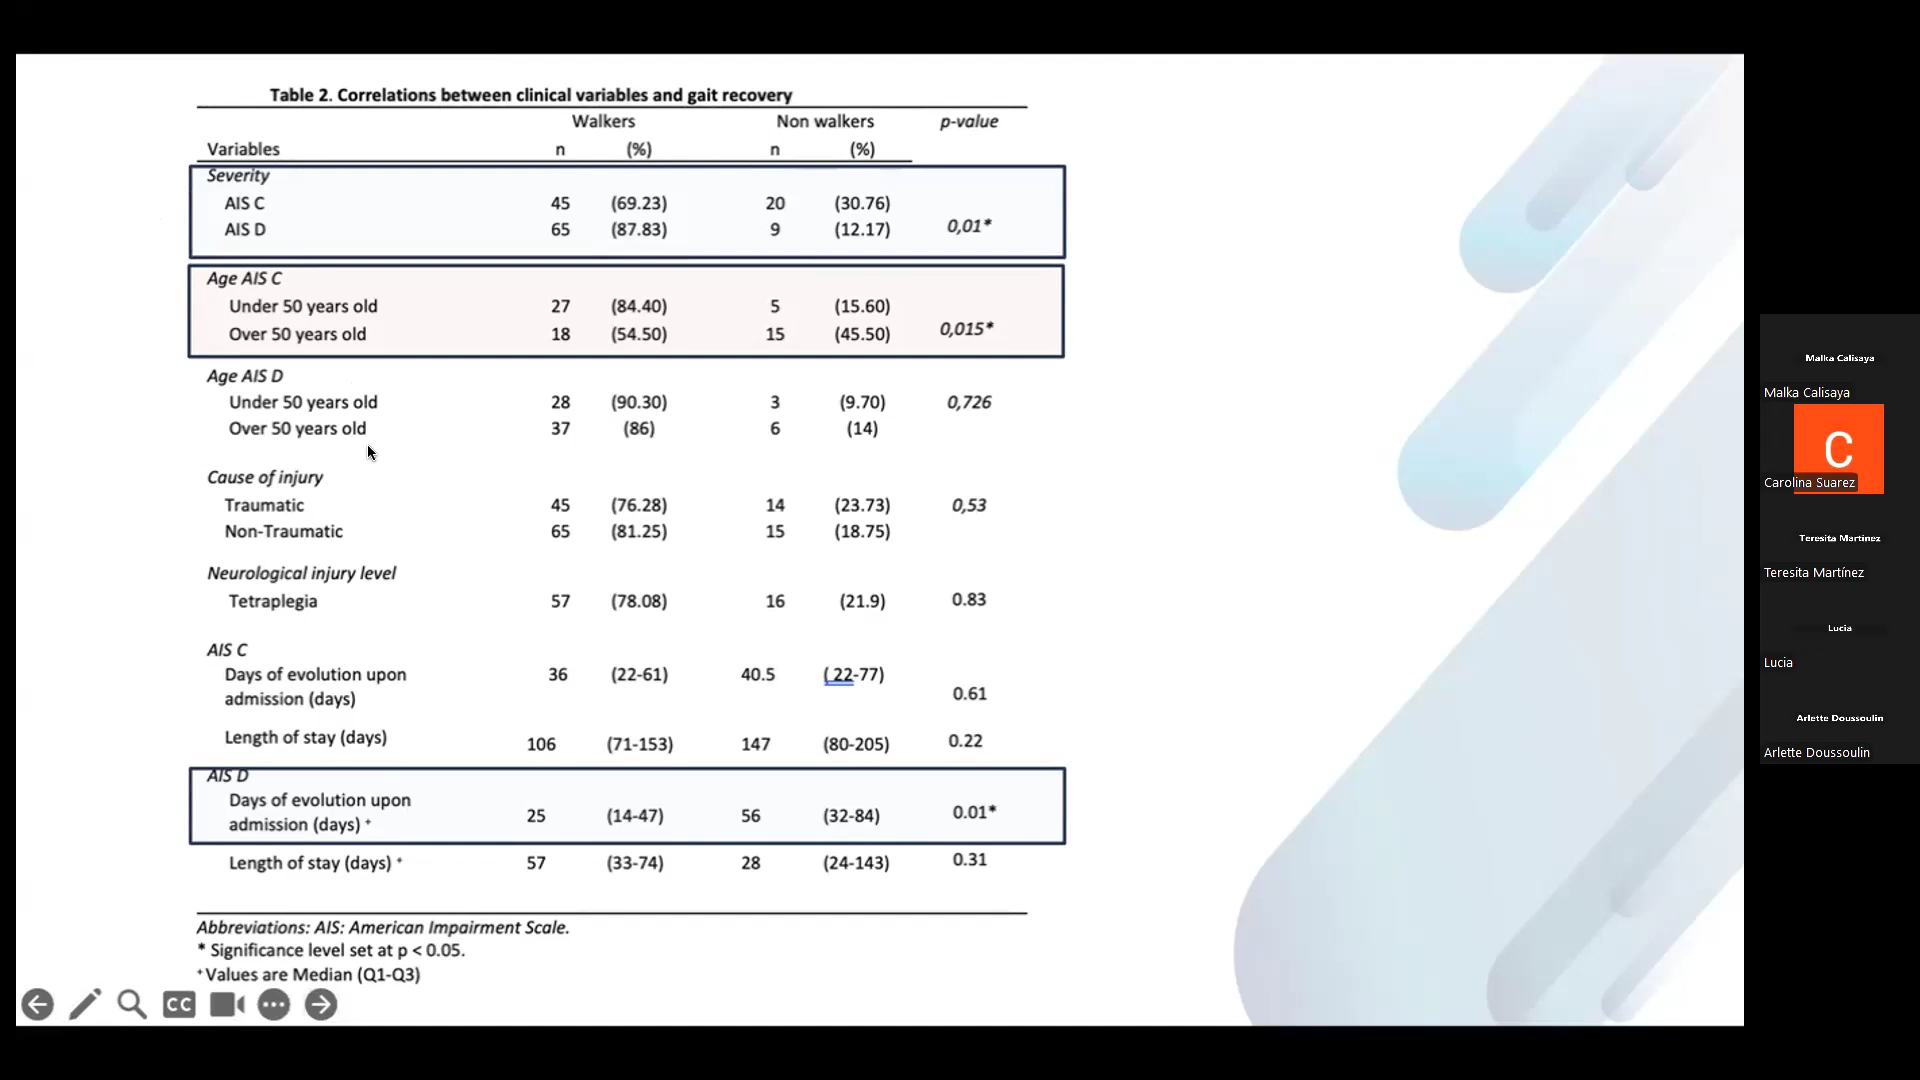 Table 2. Correlations between clinical variables and gait recovery
Walkers Non walkers p-value
Variables n (%) n (%)
Severity
AIS C 45 (69.23) 20 (30.76)
AIS D 65 (87.83) 9 (12.17) 0,01*
Age AIS C
Under 50 years old 27 (84.40) 5 (15.60)
Over 50 years old 18 (54.50) 15 (45.50) 0,015*
Age AIS D
Under 50 years old 28 (90.30) 3 (9.70) 0,726
Over 50 years old 37 (86) 6 (14)
Cause of injury
Traumatic 45 (76.28) 14 (23.73) 0,53
Non-Traumatic 65 (81.25) 15 (18.75)
Neurological injury level
Tetraplegia 57 (78.08) 16 (21.9) 0.83
AIS C
Days of evolution upon 36 (22-61) 40.5 ( 22-77)
admission (days) 0.61
Length of stay (days) 106 (71-153) 147 (80-205) 0.22
AIS D
Days of evolution upon
admission (days) + 25 (14-47) 56 (32-84) 0.01*
Length of stay (days) + 57 (33-74) 28 (24-143) 0.31
Abbreviations: AIS: American Impairment Scale.
* Significance level set at p < 0.05.
+ Values are Median (Q1-Q3)
CC
Malka Calisaya
Malka Calisaya
C
Carolina Suarez
Teresita Martinez
Teresita Martínez
Lucia
Lucia
Arlette Doussoulin
Arlette Doussoulin